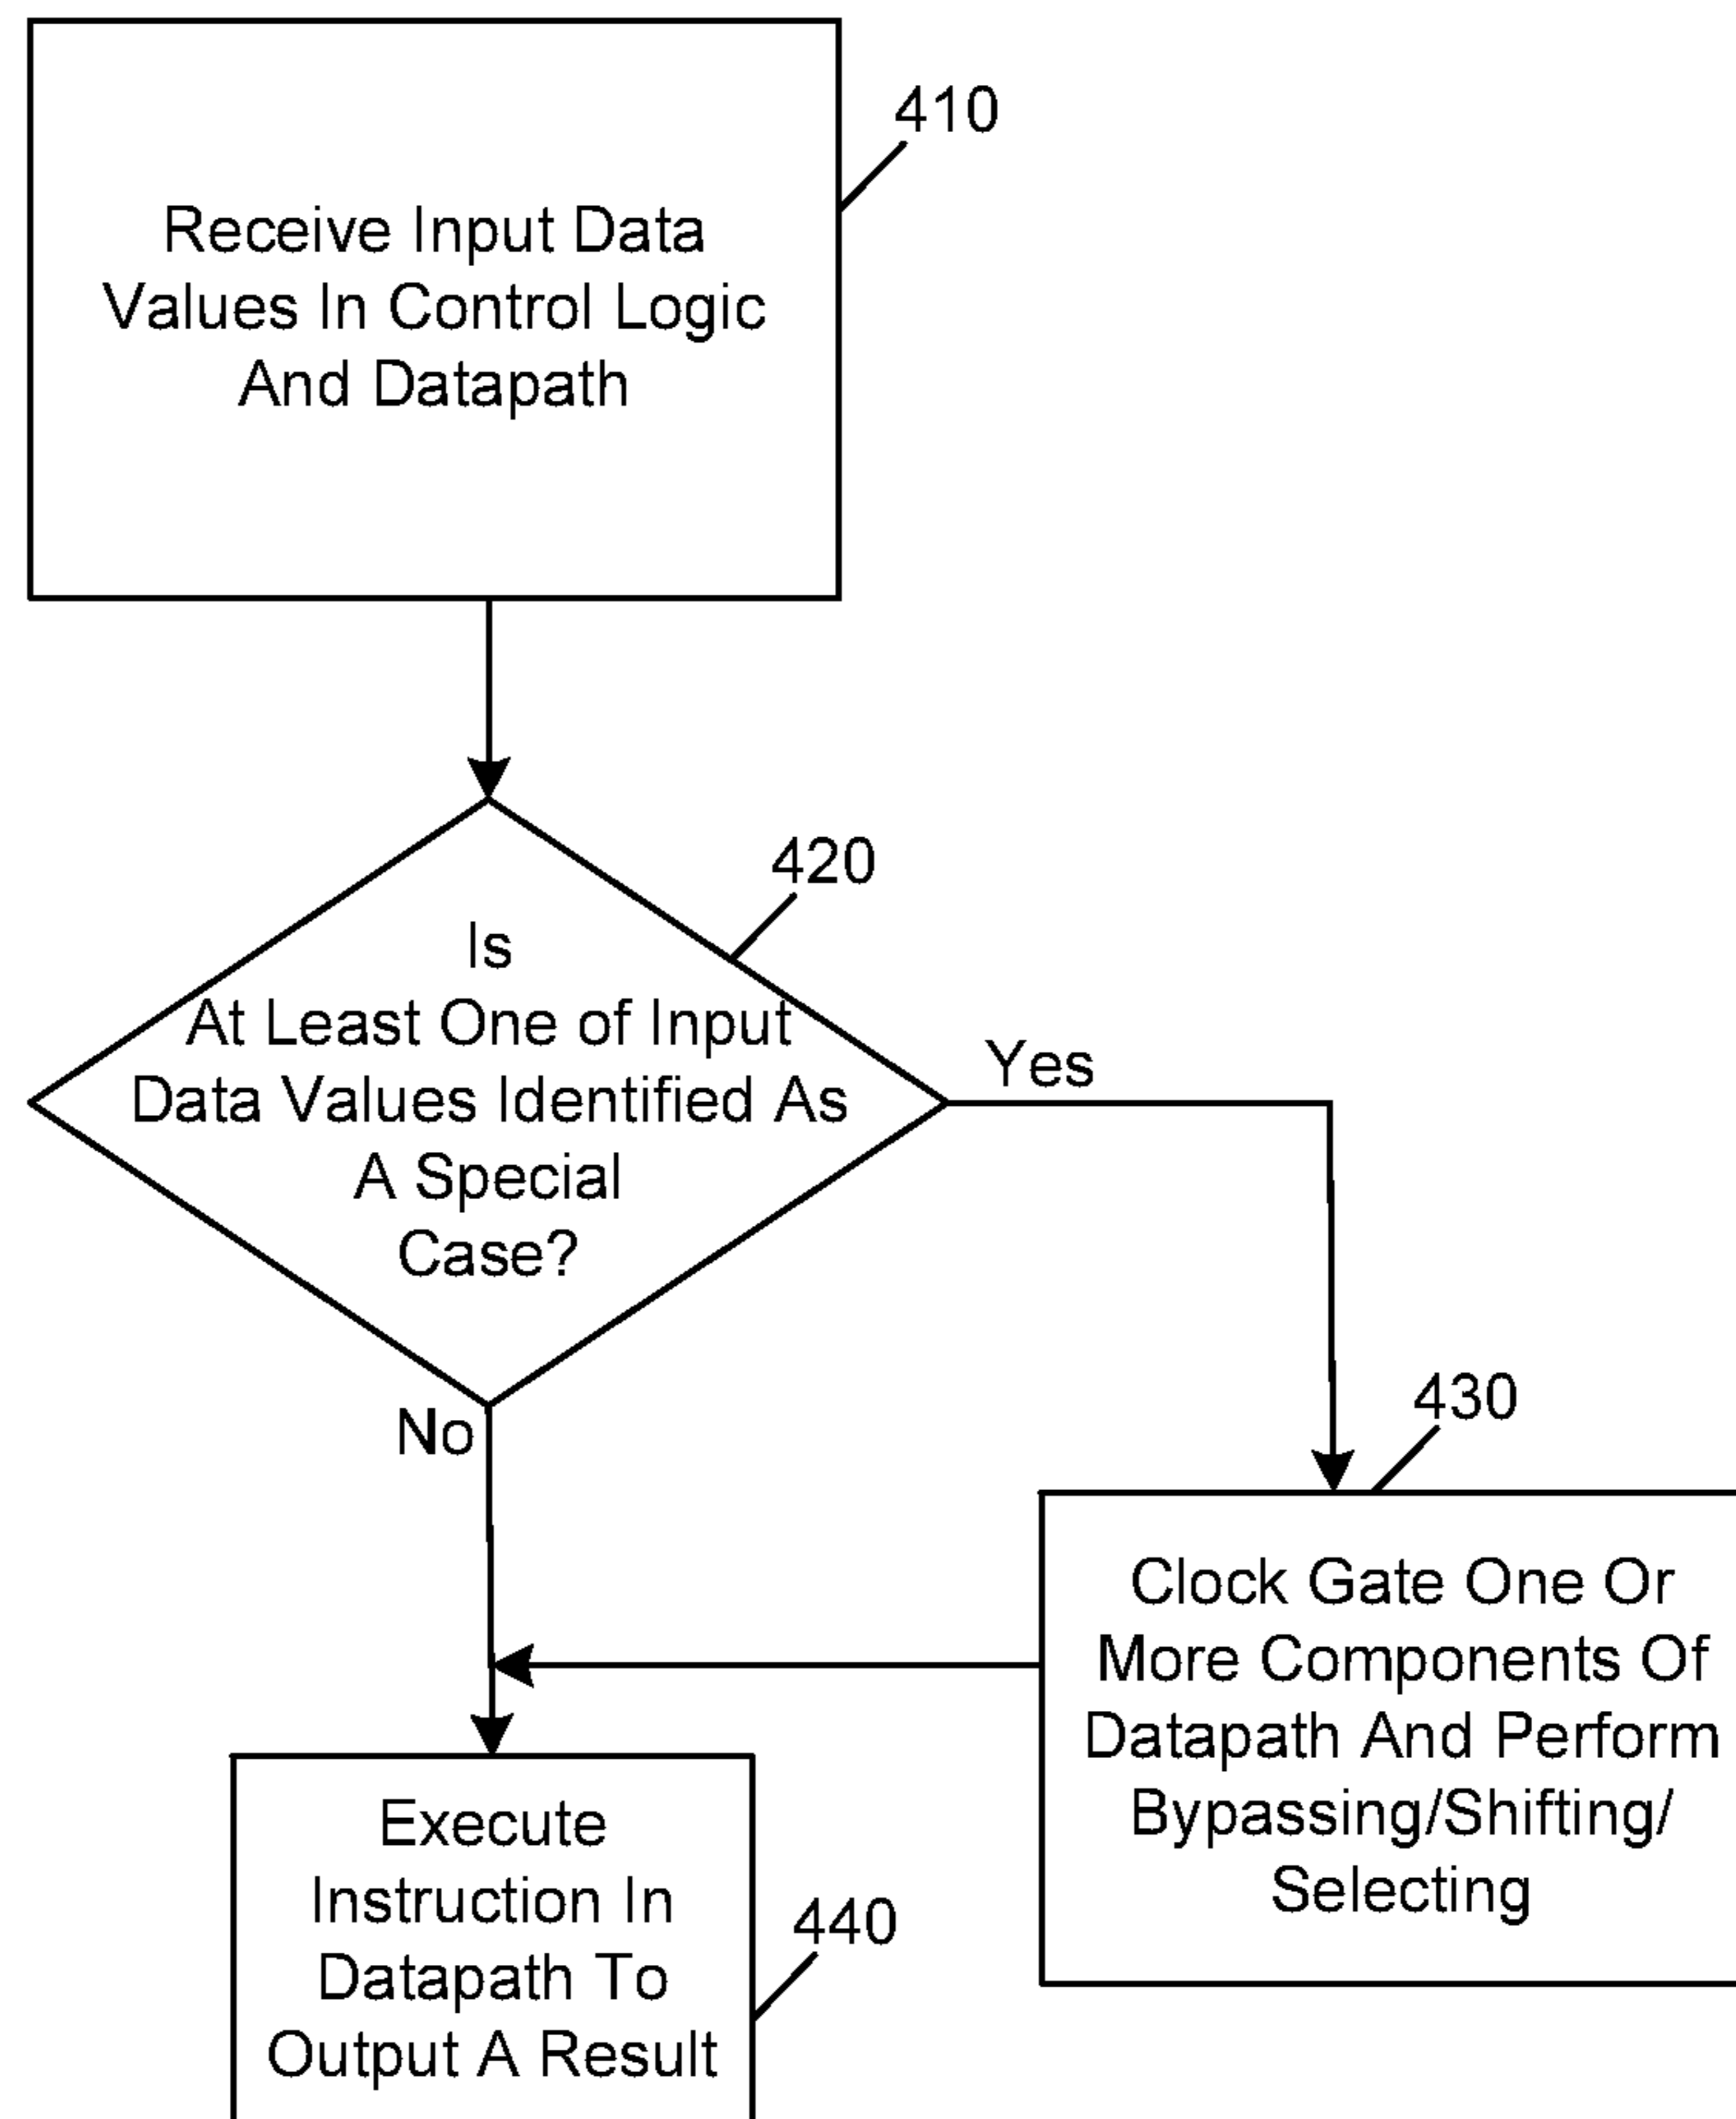 410
Receive Input Data
Values In Control Logic
And Datapath
420
Is
At Least One of Input
Data Values Identified As
A Special
Case?
Yes
No
430
Clock Gate One Or
More Components Of
Datapath And Perform
Bypassing/Shifting/
Selecting
Execute
Instruction In
Datapath To
Output A Result
440